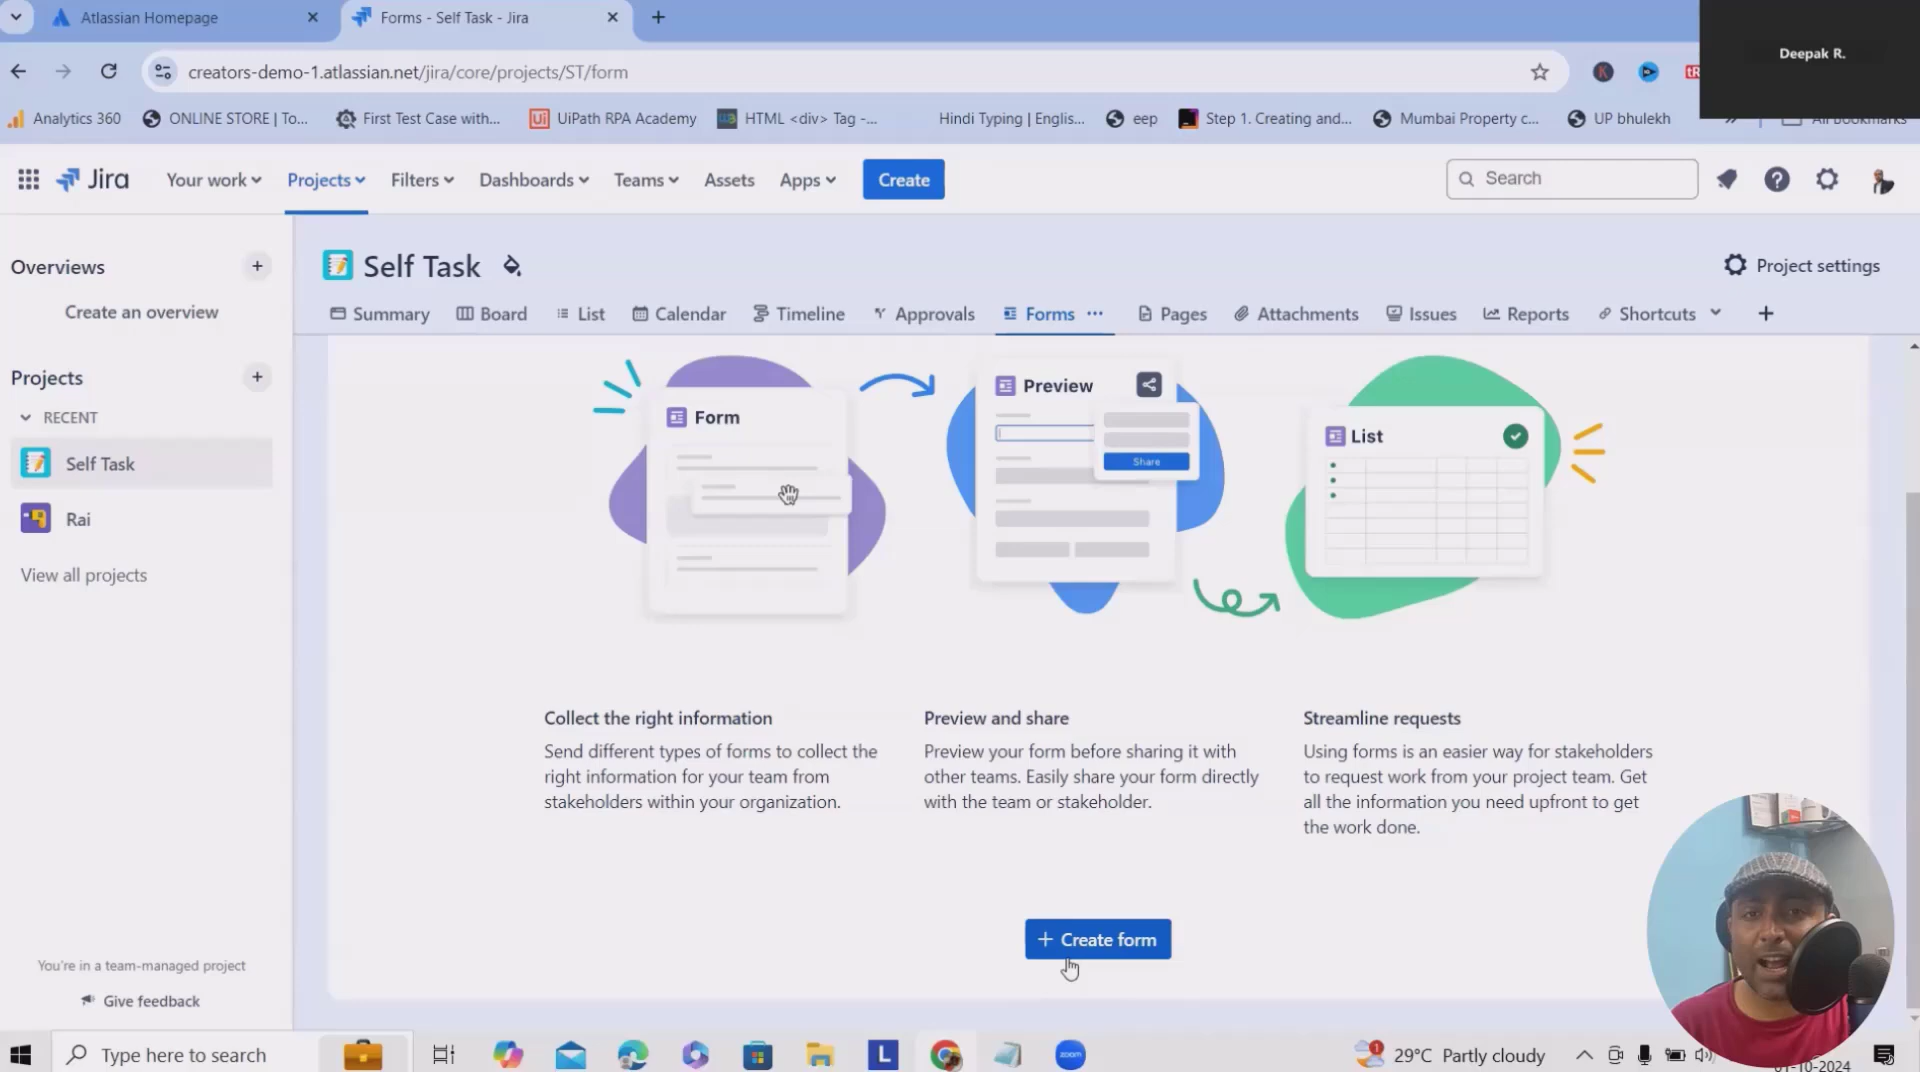 Atlassian Homepage
Forms - Self Task - Jira
Deepak R.
creators-demo-1.atlassian.net/jira/core/projects/ST/form
Analytics 360
ONLINE STORE | To...
First Test Case with...
UiPath RPA Academy
HTML <div> Tag -...
Hindi Typing | Englis...
eep
Step 1. Creating and...
Mumbai Property c...
UP bhulekh
All Bookmarks
Jira
Your work
Projects
Filters
Dashboards
Teams
Assets
Apps
Create
Search
Overviews
Create an overview
Projects
RECENT
Self Task
Rai
View all projects
You're in a team-managed project
Give feedback
Self Task
Project settings
Summary
Board
List
Calendar
Timeline
Approvals
Forms
Pages
Attachments
Issues
Reports
Shortcuts
Form
Preview
Share
List
Collect the right information
Send different types of forms to collect the
right information for your team from
stakeholders within your organization.
Preview and share
Preview your form before sharing it with
other teams. Easily share your form directly
with the team or stakeholder.
Streamline requests
Using forms is an easier way for stakeholders
to request work from your project team. Get
all the information you need upfront to get
the work done.
+ Create form
Type here to search
L
zoom
29°C Partly cloudy
01-10-2024